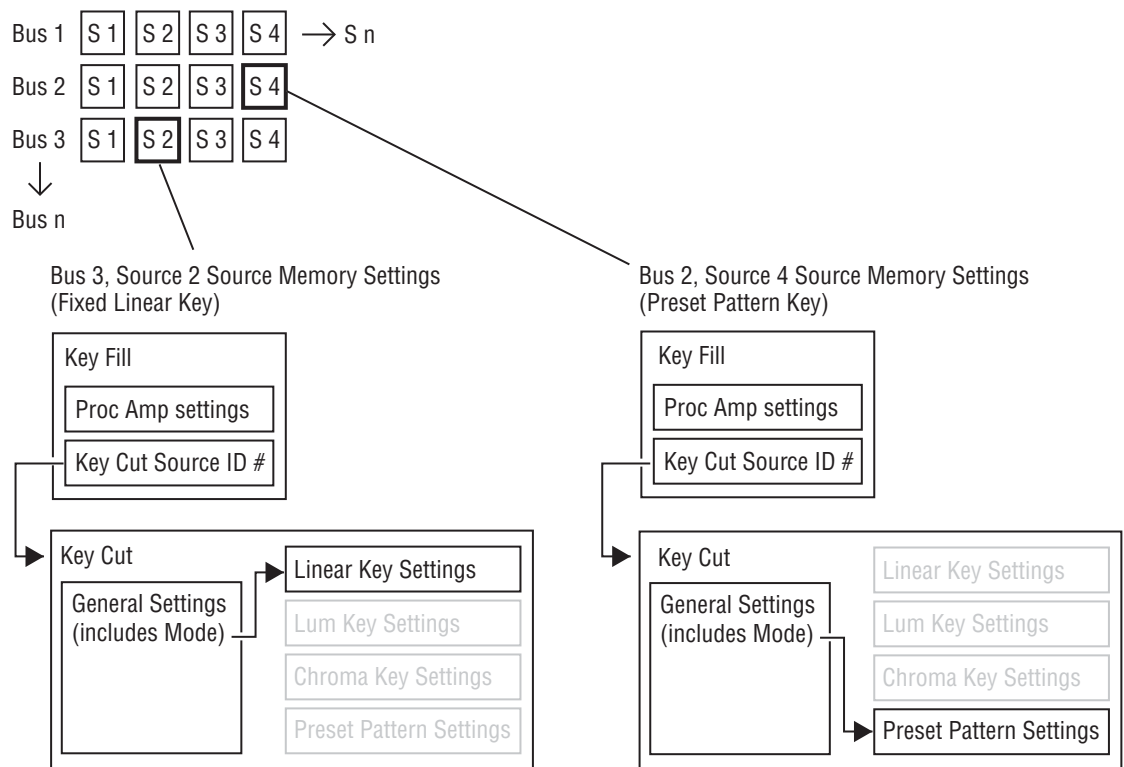 Bus 1 S 1 S 2 S 3 S 4 S n
Bus 2 S 1 S 2 S 3 S 4
Bus 3 S 1 S 2 S 3 S 4
Bus n
Bus 3, Source 2 Source Memory Settings
(Fixed Linear Key)
Key Fill
Proc Amp settings
Key Cut Source ID #
Key Cut
General Settings
(includes Mode)
Linear Key Settings
Lum Key Settings
Chroma Key Settings
Preset Pattern Settings
Bus 2, Source 4 Source Memory Settings
(Preset Pattern Key)
Key Fill
Proc Amp settings
Key Cut Source ID #
Key Cut
General Settings
(includes Mode)
Linear Key Settings
Lum Key Settings
Chroma Key Settings
Preset Pattern Settings